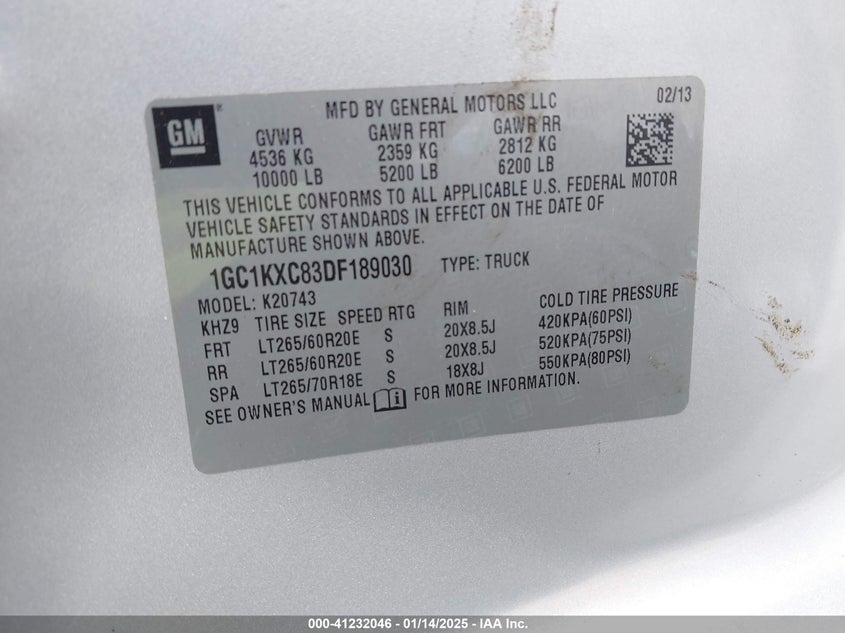 GM
MFD BY GENERAL MOTORS LLC 02/13
GVWR GAWR FRT GAWR RR
4536 KG 2359 KG 2812 KG
10000 LB 5200 LB 6200 LB
THIS VEHICLE CONFORMS TO ALL APPLICABLE U.S. FEDERAL MOTOR
VEHICLE SAFETY STANDARDS IN EFFECT ON THE DATE OF
MANUFACTURE SHOWN ABOVE.
1GC1KXC83DF189030 TYPE: TRUCK
MODEL: K20743
KHZ9 TIRE SIZE SPEED RTG RIM COLD TIRE PRESSURE
FRT LT265/60R20E S 20X8.5J 420KPA(60PSI)
RR LT265/60R20E S 20X8.5J 520KPA(75PSI)
SPA LT265/70R18E S 18X8J 550KPA(80PSI)
SEE OWNER'S MANUAL FOR MORE INFORMATION.
000-41232046 - 01/14/2025 - IAA Inc.